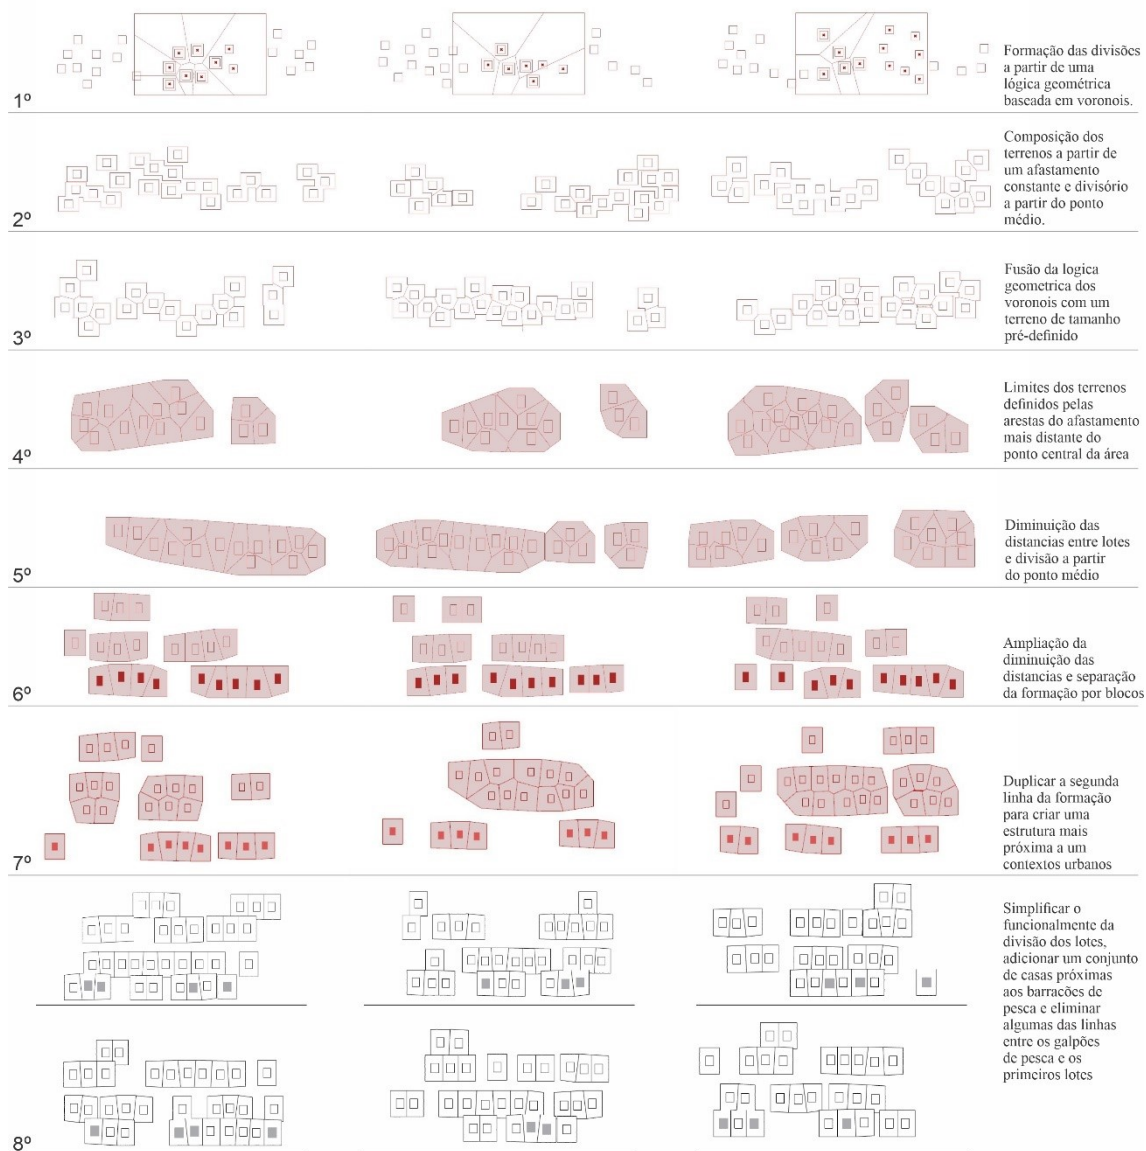 Formação das divisões
a partir de uma
lógica geométrica
bascada em voronois.
1º
Composição dos
terrenos a partir de
um afastamento
constante e divisório
a partir do ponto
médio.
2º
Fusão da logica
geometrica dos
voronois com um
terreno de tamanho
pré-definido
3º
Limites dos terrenos
definidos pelas
arestas do afastamento
mais distante do
ponto central da área
4º
Diminuição das
distancias entre lotes
e divisão a partir
do ponto médio
5º
Ampliação da
diminuição das
distancias e separação
da formação por blocos
6º
Duplicar a segunda
linha da formação
para criar uma
estrutura mais
próxima a um
contextos urbanos
7º
Simplificar o
funcionalmente da
divisão dos lotes,
adicionar um conjunto
de casas próximas
aos barracões de
pesca e eliminar
algumas das linhas
entre os galpões
de pesca e os
primeiros lotes
8º